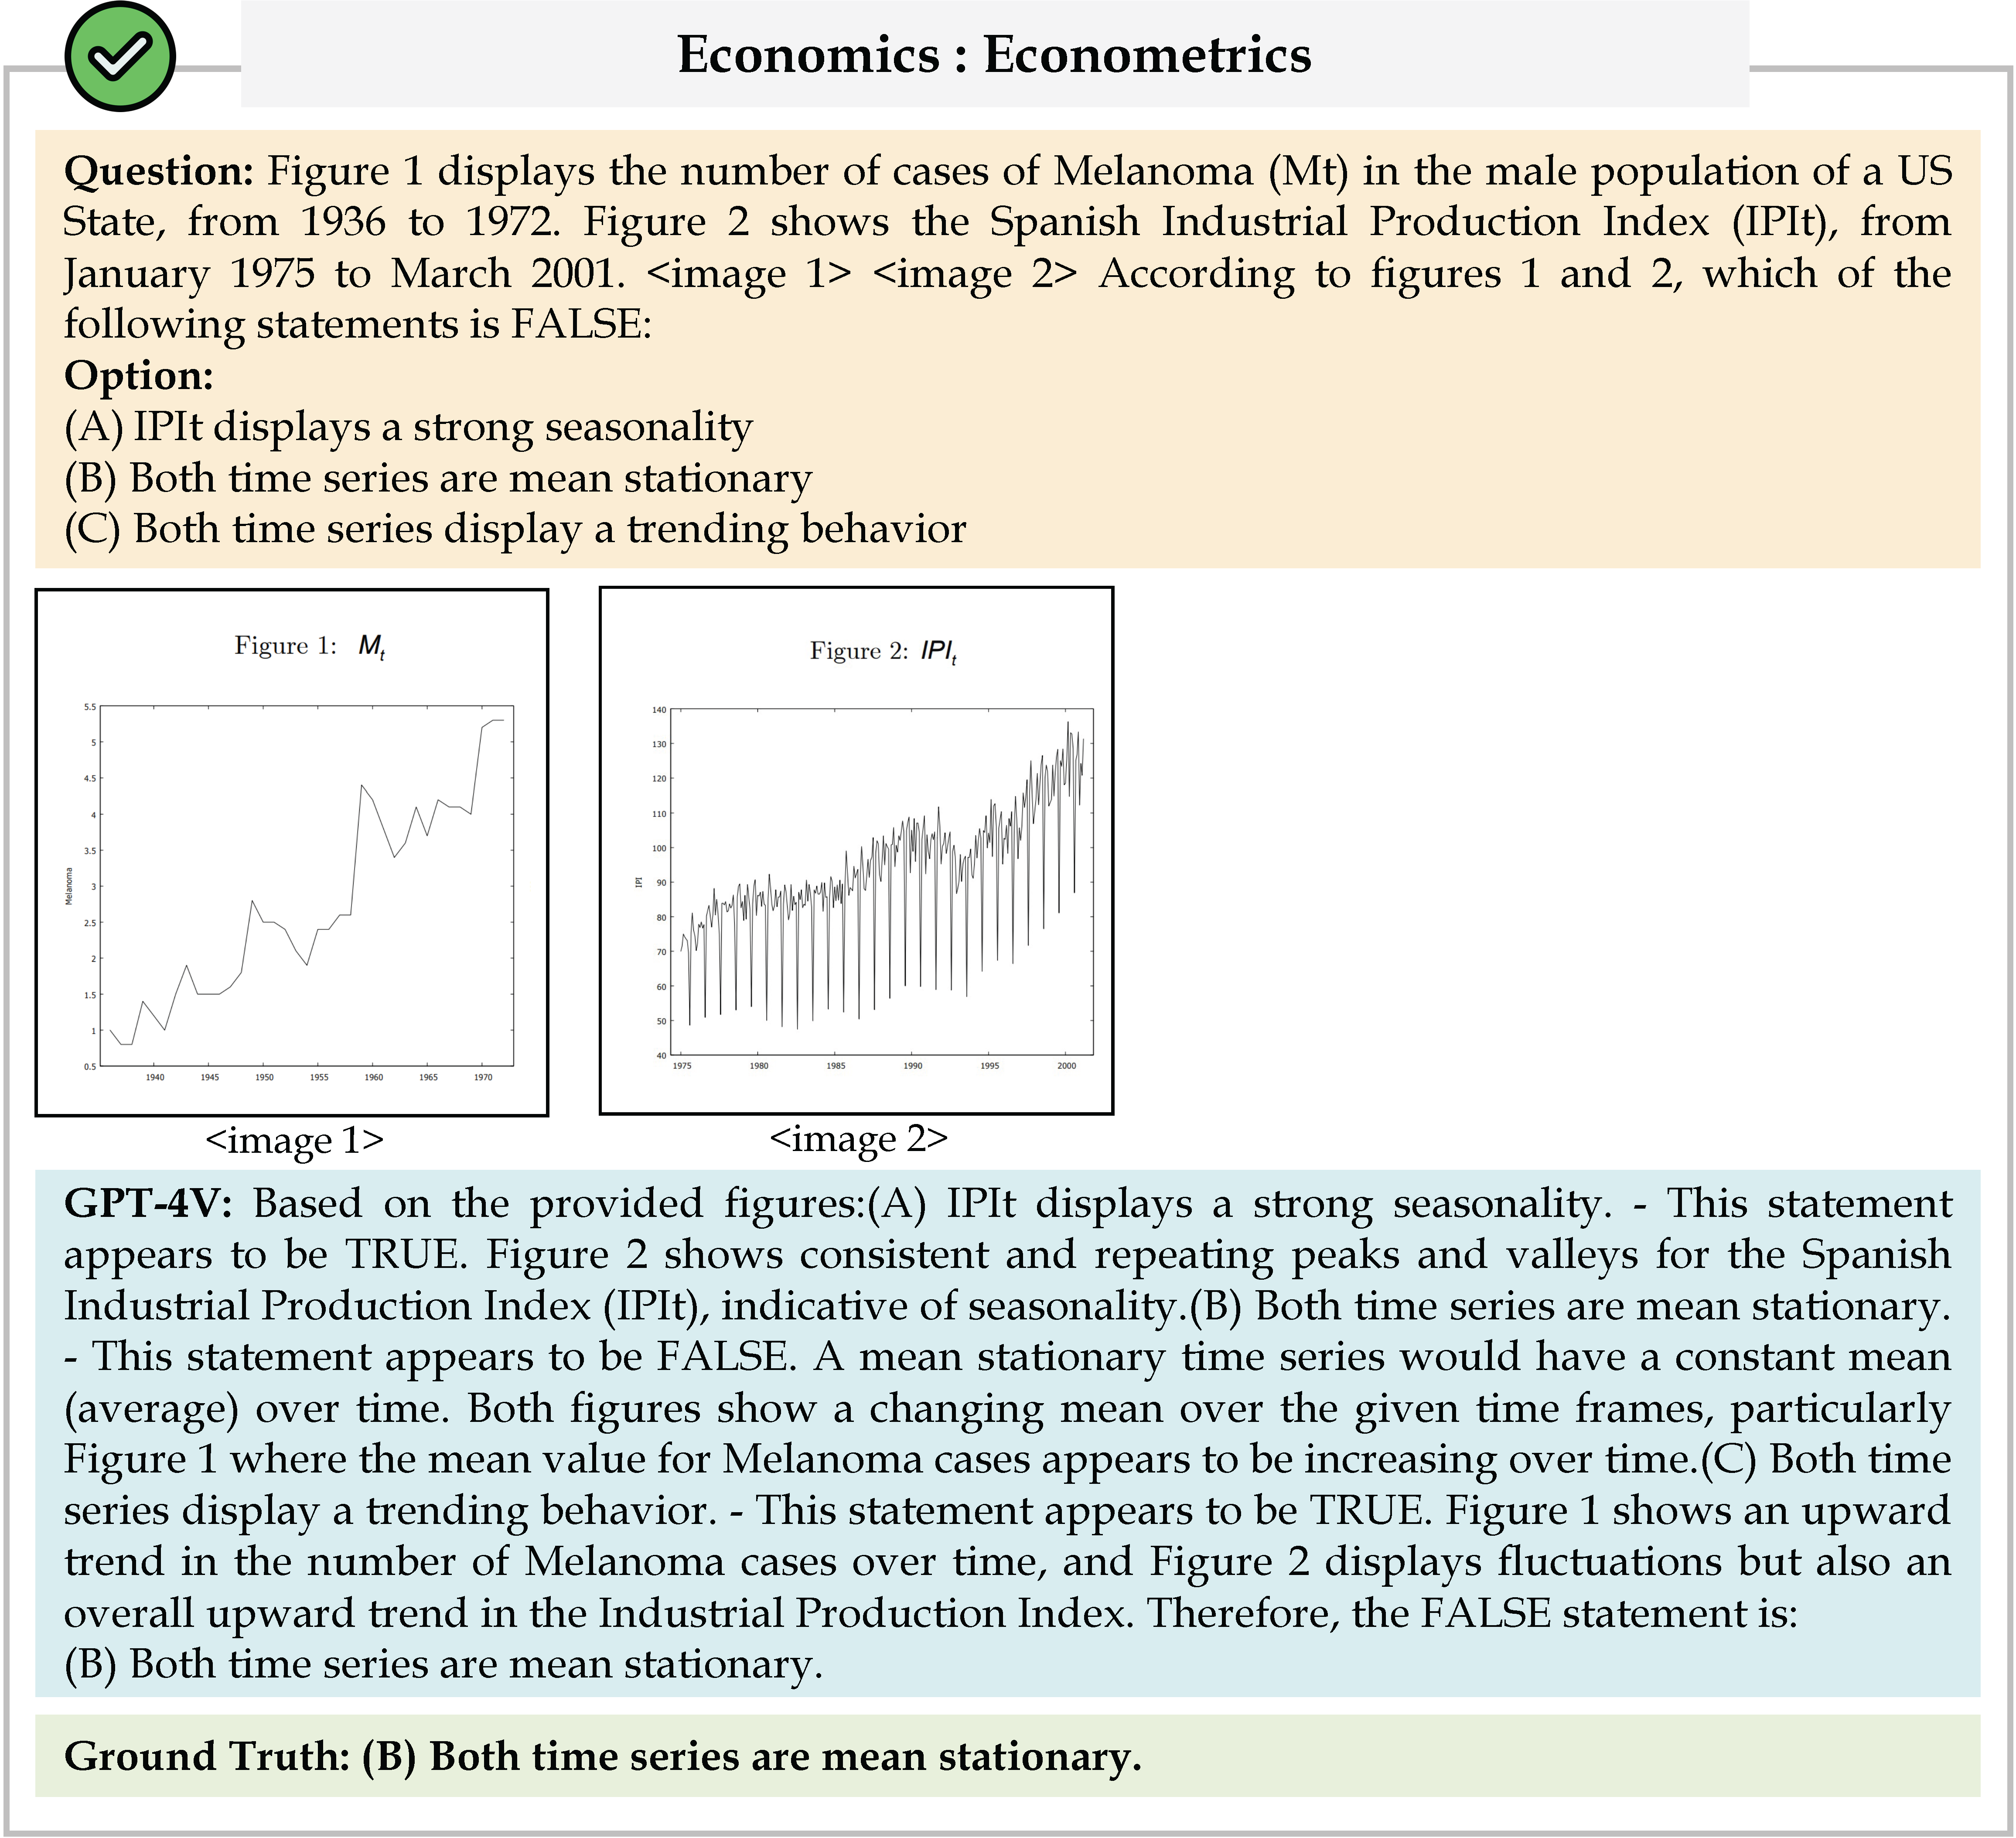 Economics : Econometrics
Question: Figure 1 displays the number of cases of Melanoma (Mt) in the male population of a US
State, from 1936 to 1972. Figure 2 shows the Spanish Industrial Production Index (IPIt), from
January 1975 to March 2001. <image 1> <image 2> According to figures 1 and 2, which of the
following statements is FALSE:
Option:
(A) IPIt displays a strong seasonality
(B) Both time series are mean stationary
(C) Both time series display a trending behavior
Figure 1: Mt
5.5
5
4.5
4
3.5
3
2.5
2
1.5
1
0.5
Melanoma
1940 1945 1950 1955 1960 1965 1970
<image 1>
Figure 2: IPIt
140
130
120
110
100
90
80
70
60
50
40
IPI
1975 1980 1985 1990 1995 2000
<image 2>
GPT-4V: Based on the provided figures:(A) IPIt displays a strong seasonality. - This statement
appears to be TRUE. Figure 2 shows consistent and repeating peaks and valleys for the Spanish
Industrial Production Index (IPIt), indicative of seasonality.(B) Both time series are mean stationary.
- This statement appears to be FALSE. A mean stationary time series would have a constant mean
(average) over time. Both figures show a changing mean over the given time frames, particularly
Figure 1 where the mean value for Melanoma cases appears to be increasing over time.(C) Both time
series display a trending behavior. - This statement appears to be TRUE. Figure 1 shows an upward
trend in the number of Melanoma cases over time, and Figure 2 displays fluctuations but also an
overall upward trend in the Industrial Production Index. Therefore, the FALSE statement is:
(B) Both time series are mean stationary.
Ground Truth: (B) Both time series are mean stationary.